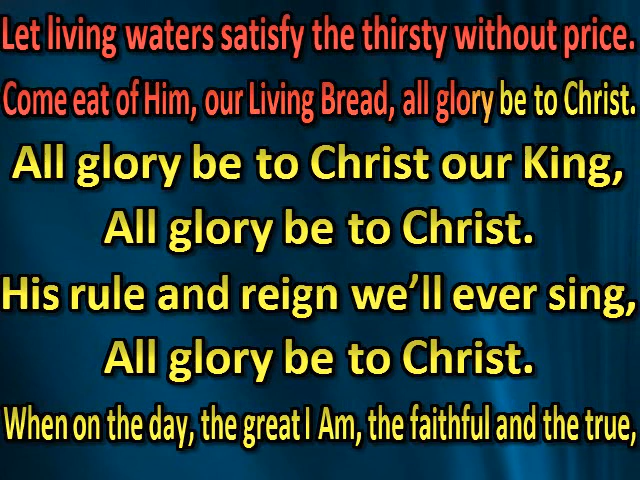 Let living waters satisfy the thirsty without price.
Come eat of Him, our Living Bread, all glory be to Christ.
All glory be to Christ our King,
All glory be to Christ.
His rule and reign we’ll ever sing,
All glory be to Christ.
When on the day, the great I Am, the faithful and the true,